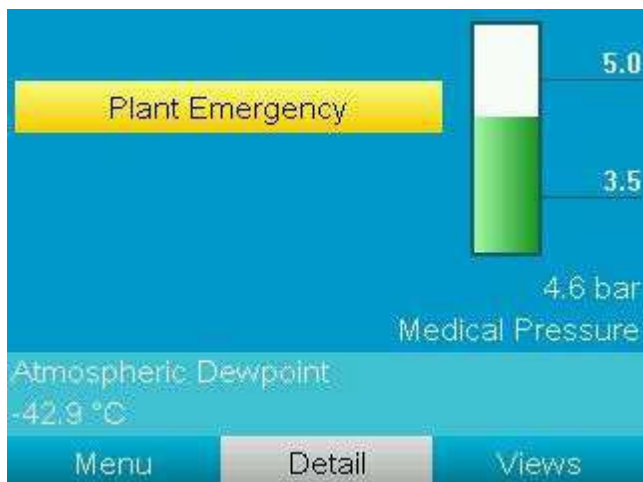 5.0
Plant Emergency
3.5
4.6 bar
Medical Pressure
Atmospheric Dewpoint
-42.9 °C
Menu Detail Views